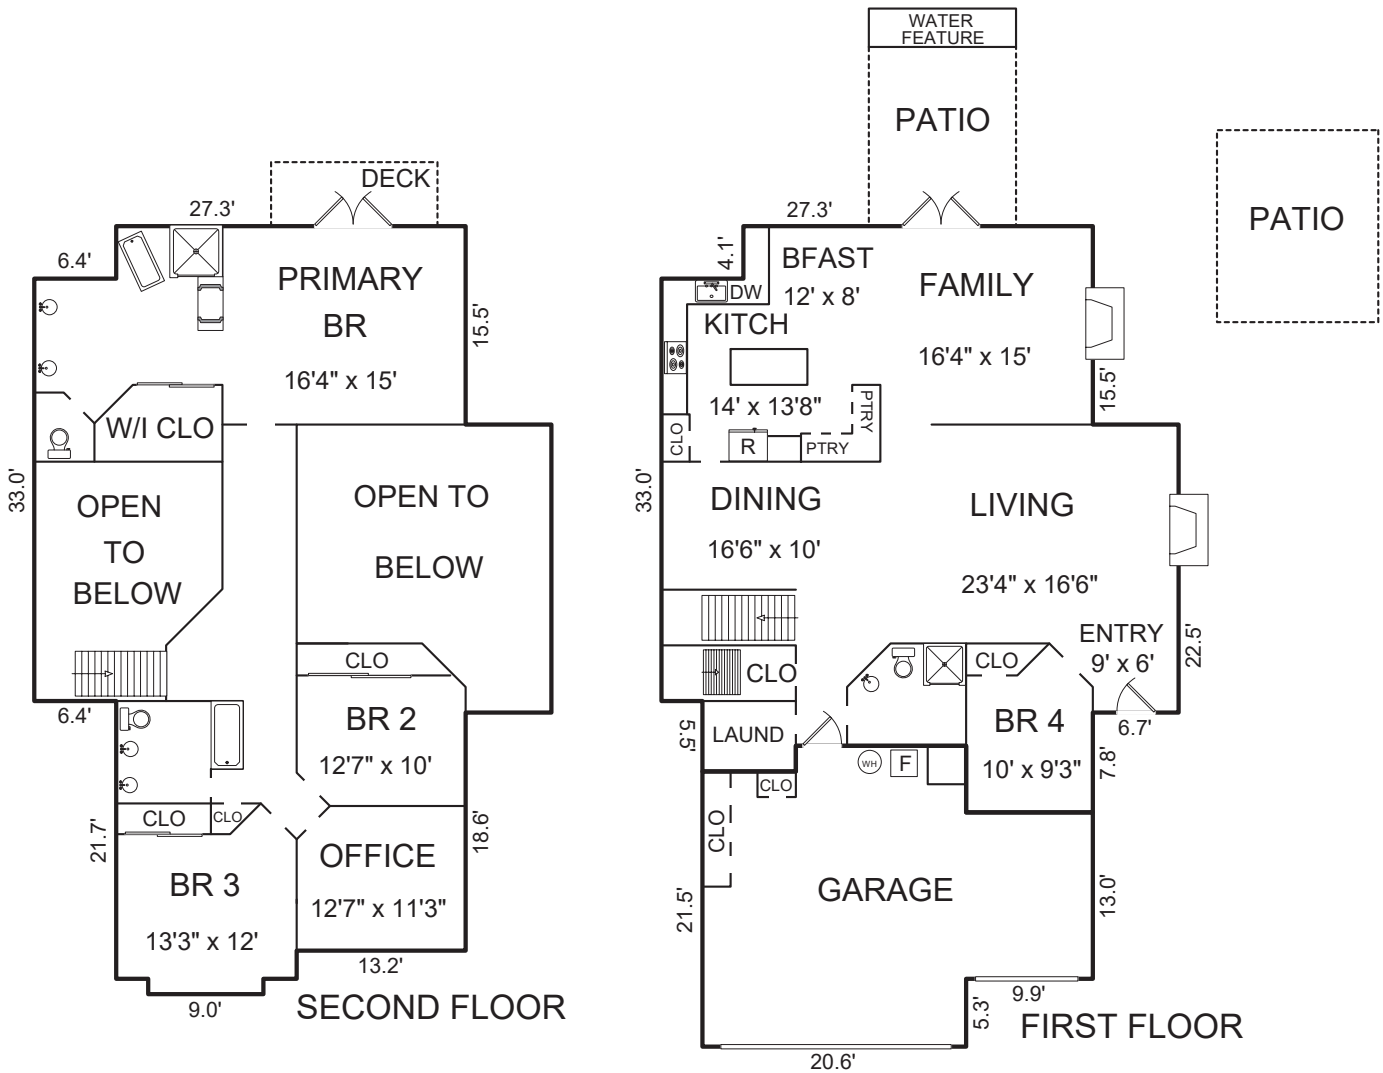 DECK
27.3'
6.4'
PRIMARY
BR
16'4" x 15'
15.5'
W/I CLO
33.0'
OPEN
TO
BELOW
OPEN TO
BELOW
CLO
6.4'
BR 2
12'7" x 10'
CLO
CLO
21.7'
18.6'
OFFICE
12'7" x 11'3"
BR 3
13'3" x 12'
13.2'
9.0'
SECOND FLOOR
WATER
FEATURE
PATIO
PATIO
27.3'
4.1'
BFAST
12' x 8'
DW
KITCH
FAMILY
16'4" x 15'
15.5'
14' x 13'8"
PTRY
CLO
R
PTRY
33.0'
DINING
16'6" x 10'
LIVING
23'4" x 16'6"
ENTRY
9' x 6'
22.5'
CLO
CLO
5.5'
LAUND
BR 4
10' x 9'3"
6.7'
7.8'
WH
F
CLO
CLO
GARAGE
21.5'
13.0'
9.9'
5.3'
20.6'
FIRST FLOOR